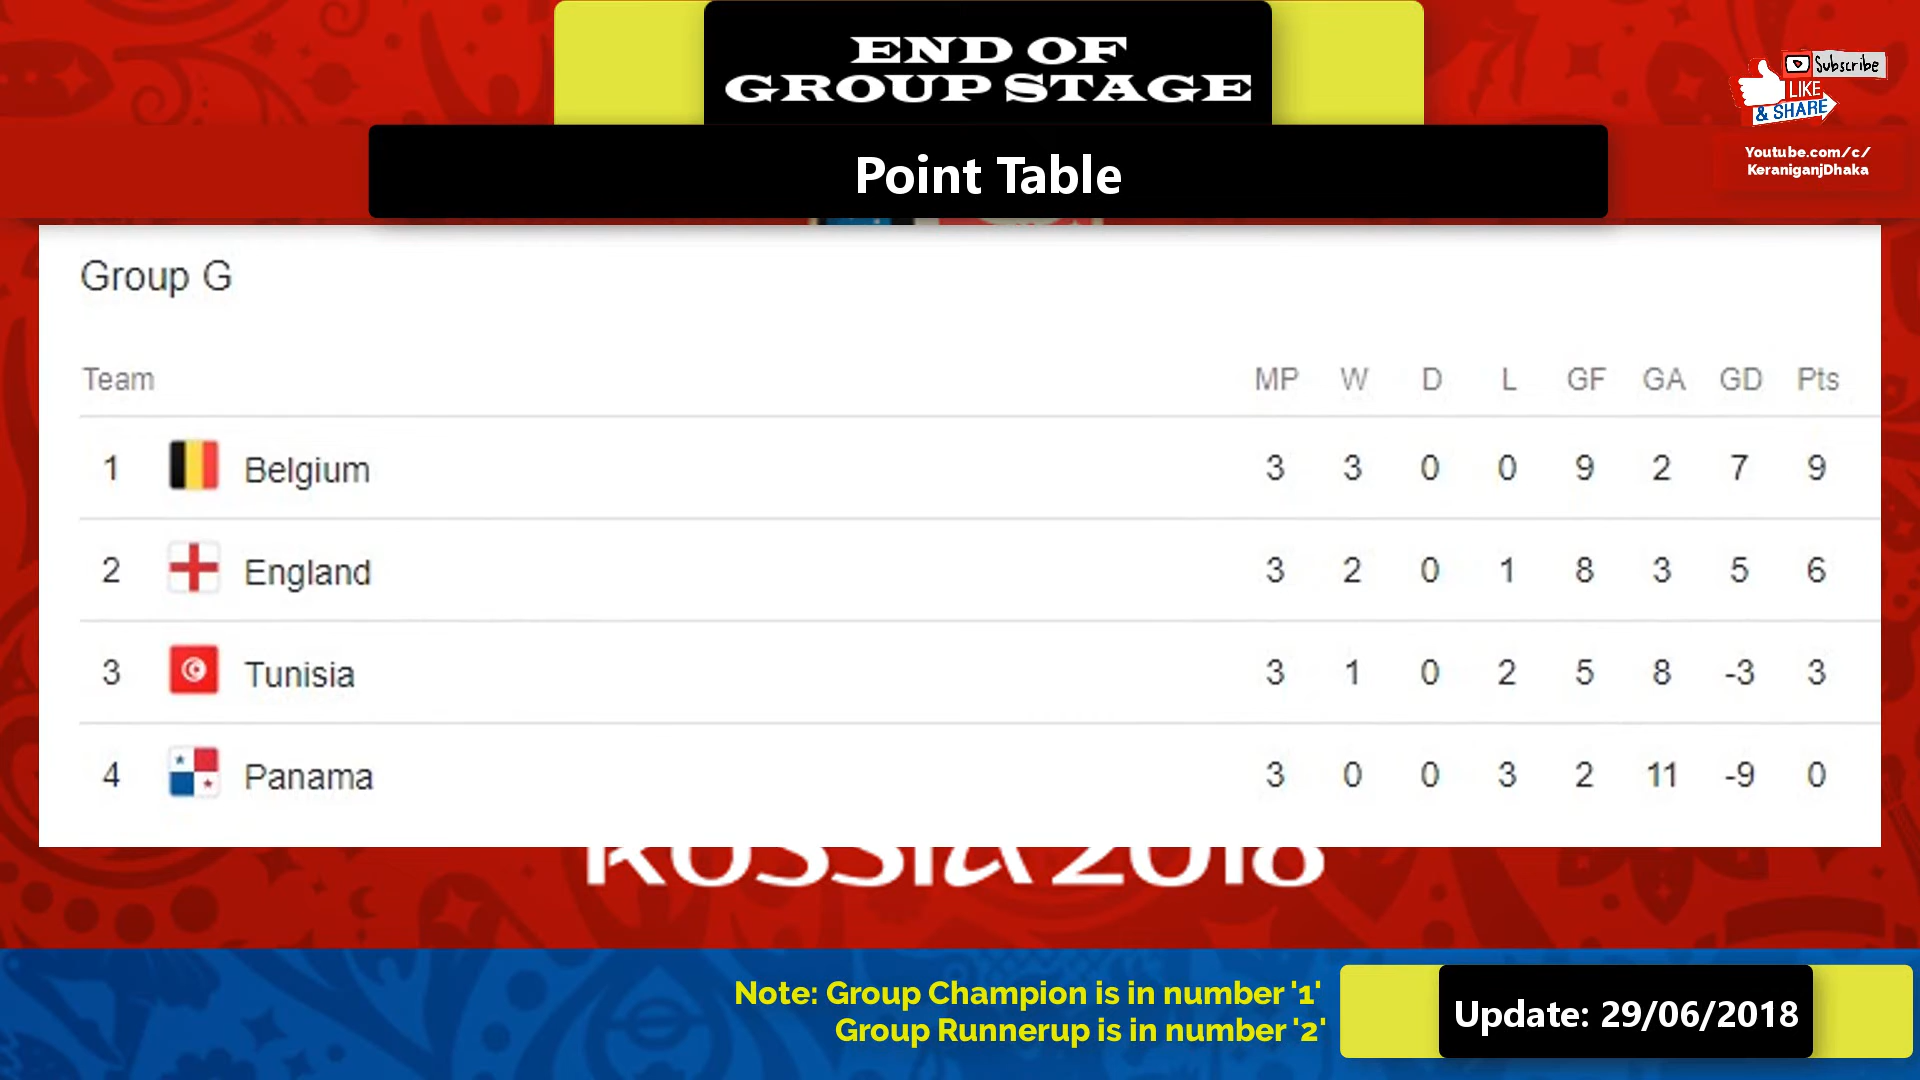 END OF
GROUP STAGE
Subscribe
LIKE
& SHARE
Point Table
Youtube.com/c/
KeraniganjDhaka
Group G
Team MP W D L GF GA GD Pts
1 Belgium 3 3 0 0 9 2 7 9
2 England 3 2 0 1 8 3 5 6
3 Tunisia 3 1 0 2 5 8 -3 3
4 Panama 3 0 0 3 2 11 -9 0
RUSSIA 2018
Note: Group Champion is in number '1'
Group Runnerup is in number '2'
Update: 29/06/2018